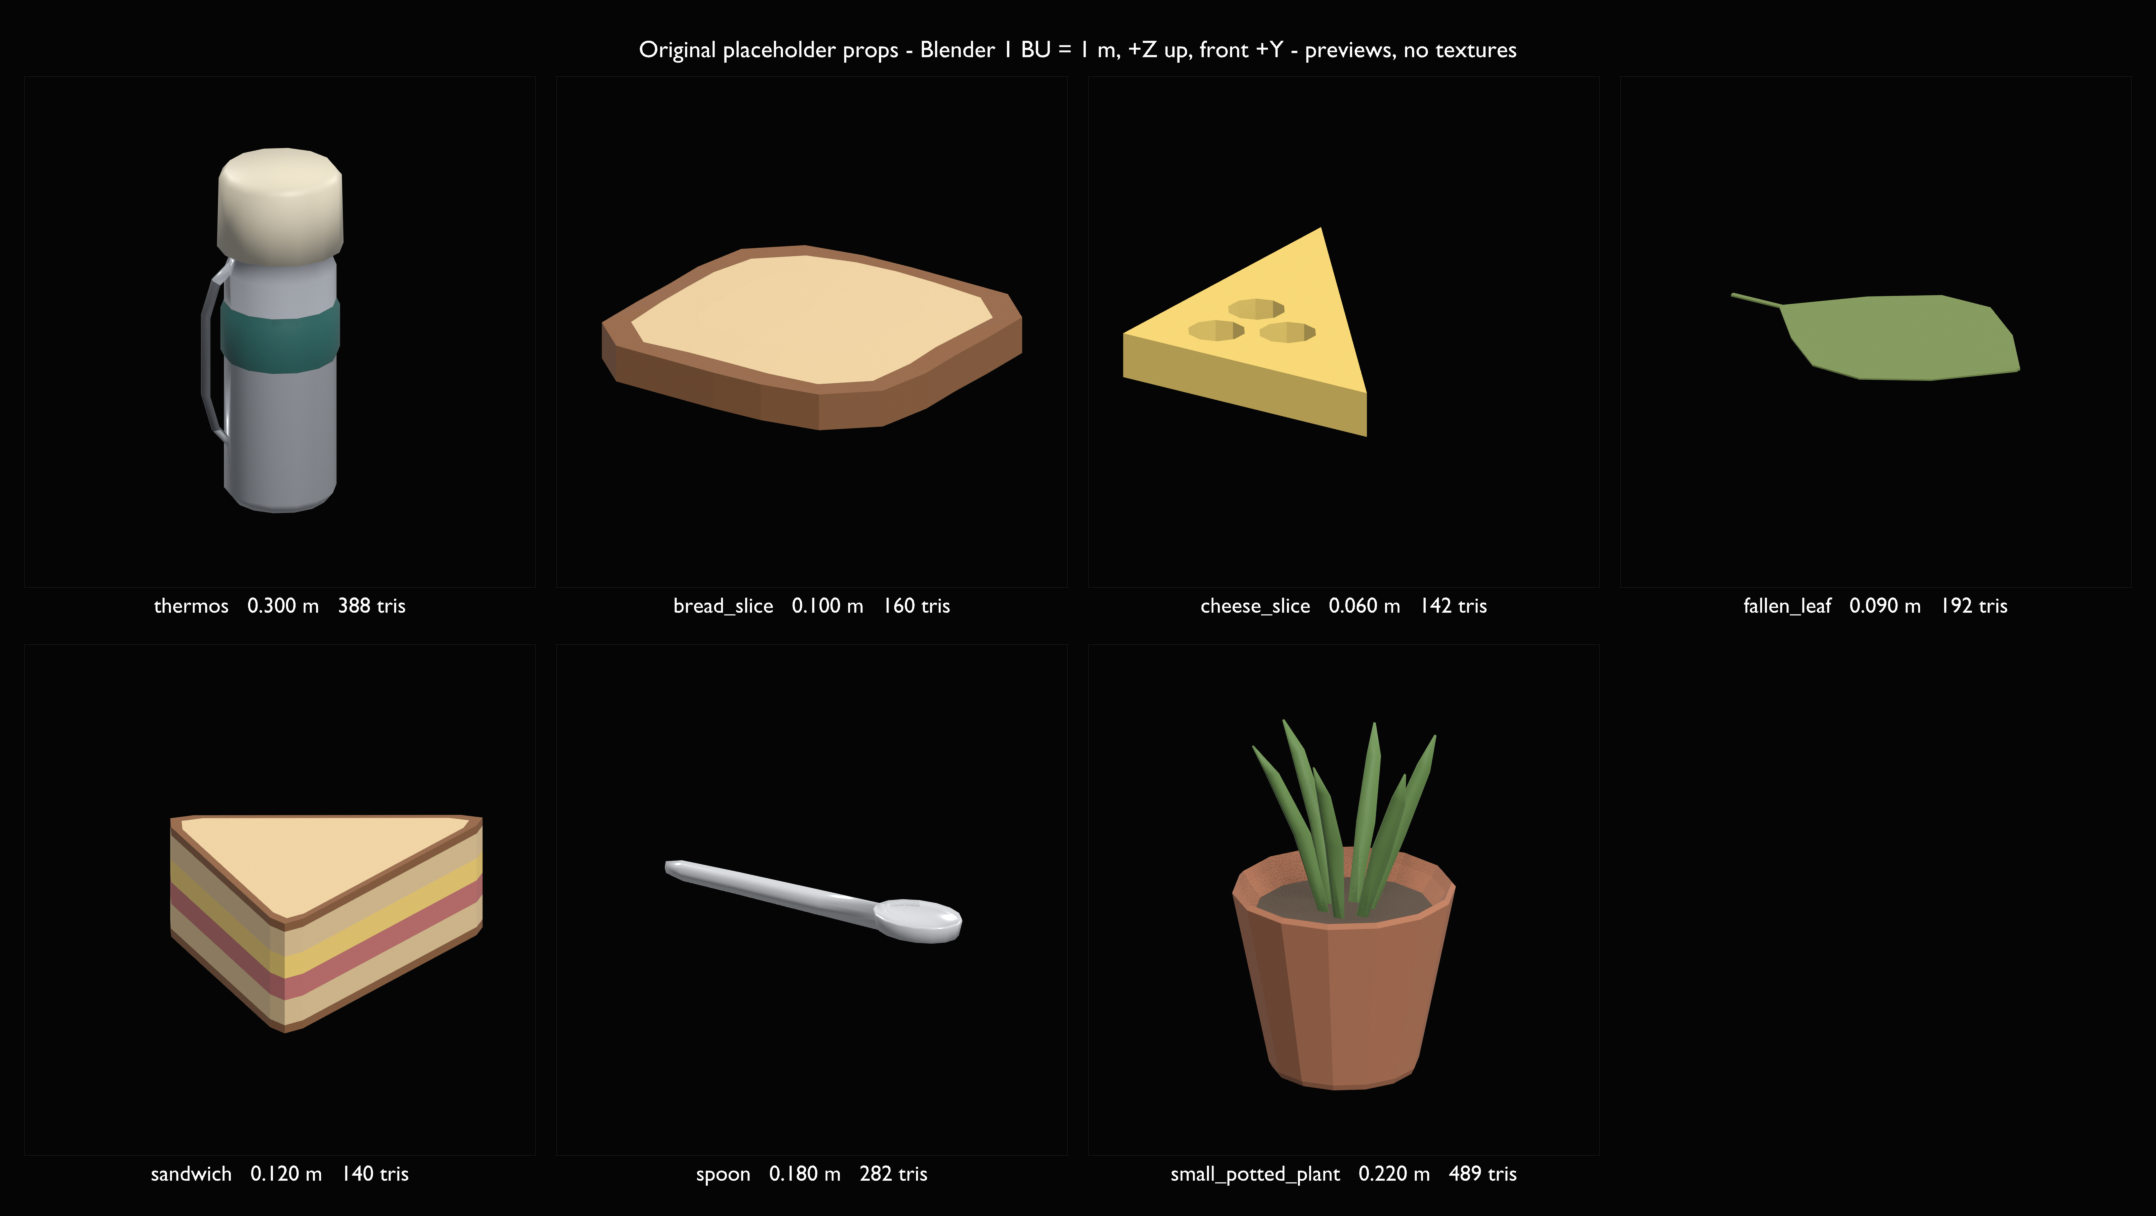 Original placeholder props - Blender 1 BU = 1 m, +Z up, front +Y - previews, no textures
thermos 0.300 m 388 tris
bread_slice 0.100 m 160 tris
cheese_slice 0.060 m 142 tris
fallen_leaf 0.090 m 192 tris
sandwich 0.120 m 140 tris
spoon 0.180 m 282 tris
small_potted_plant 0.220 m 489 tris